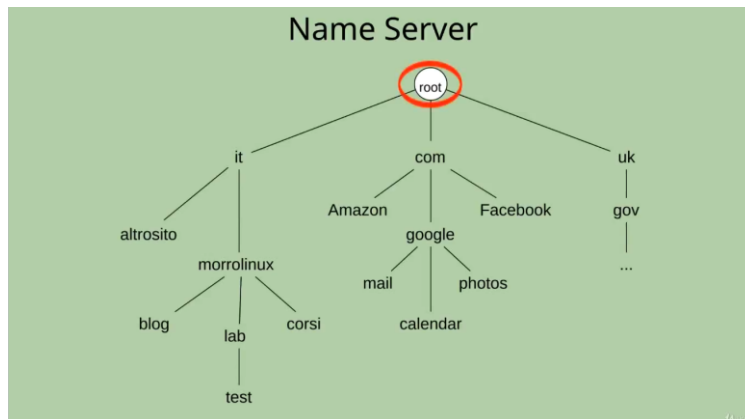 Name Server
root
it
com
uk
altrosito
Amazon
Facebook
gov
google
morrolinux
...
mail
photos
blog
lab
corsi
calendar
test